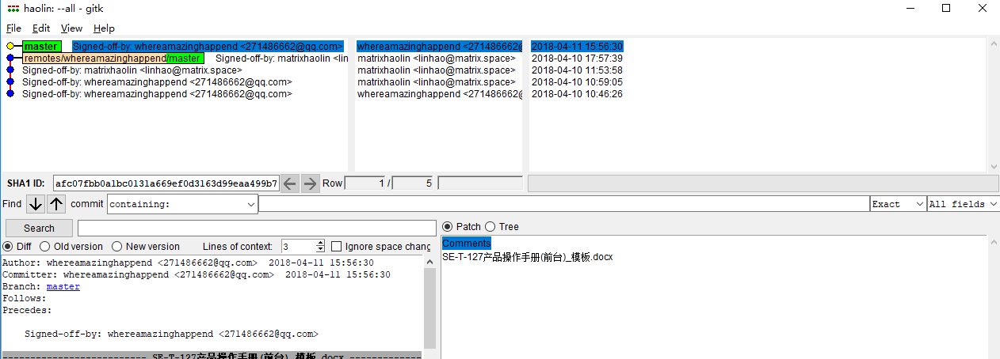 haolin: --all - gitk
File Edit View Help
master Signed-off-by: whereamazinghappend <271486662@qq.com> whereamazinghappend <271486662@ 2018-04-11 15:56:30
remotes/whereamazinghappend/master Signed-off-by: matrixhaolin <lin matrixhaolin <linhao@matrix.space> 2018-04-10 17:57:39
Signed-off-by: matrixhaolin <linhao@matrix.space> matrixhaolin <linhao@matrix.space> 2018-04-10 11:53:58
Signed-off-by: whereamazinghappend <271486662@qq.com> matrixhaolin <linhao@matrix.space> 2018-04-10 10:59:05
Signed-off-by: whereamazinghappend <271486662@qq.com> whereamazinghappend <271486662@ 2018-04-10 10:46:26
SHA1 ID: afc07fbb0a1bc0131a669ef0d3163d99eaa499b7 Row 1 / 5
Find commit containing: Exact All fields
Search
Patch Tree
Diff Old version New version Lines of context: 3 Ignore space chang
Comments
SE-T-127产品操作手册(前台)_模板.docx
Author: whereamazinghappend <271486662@qq.com> 2018-04-11 15:56:30
Committer: whereamazinghappend <271486662@qq.com> 2018-04-11 15:56:30
Branch: master
Follows:
Precedes:
Signed-off-by: whereamazinghappend <271486662@qq.com>
-------------------------- SE-T-127产品操作手册(前台)_模板.docx -------------